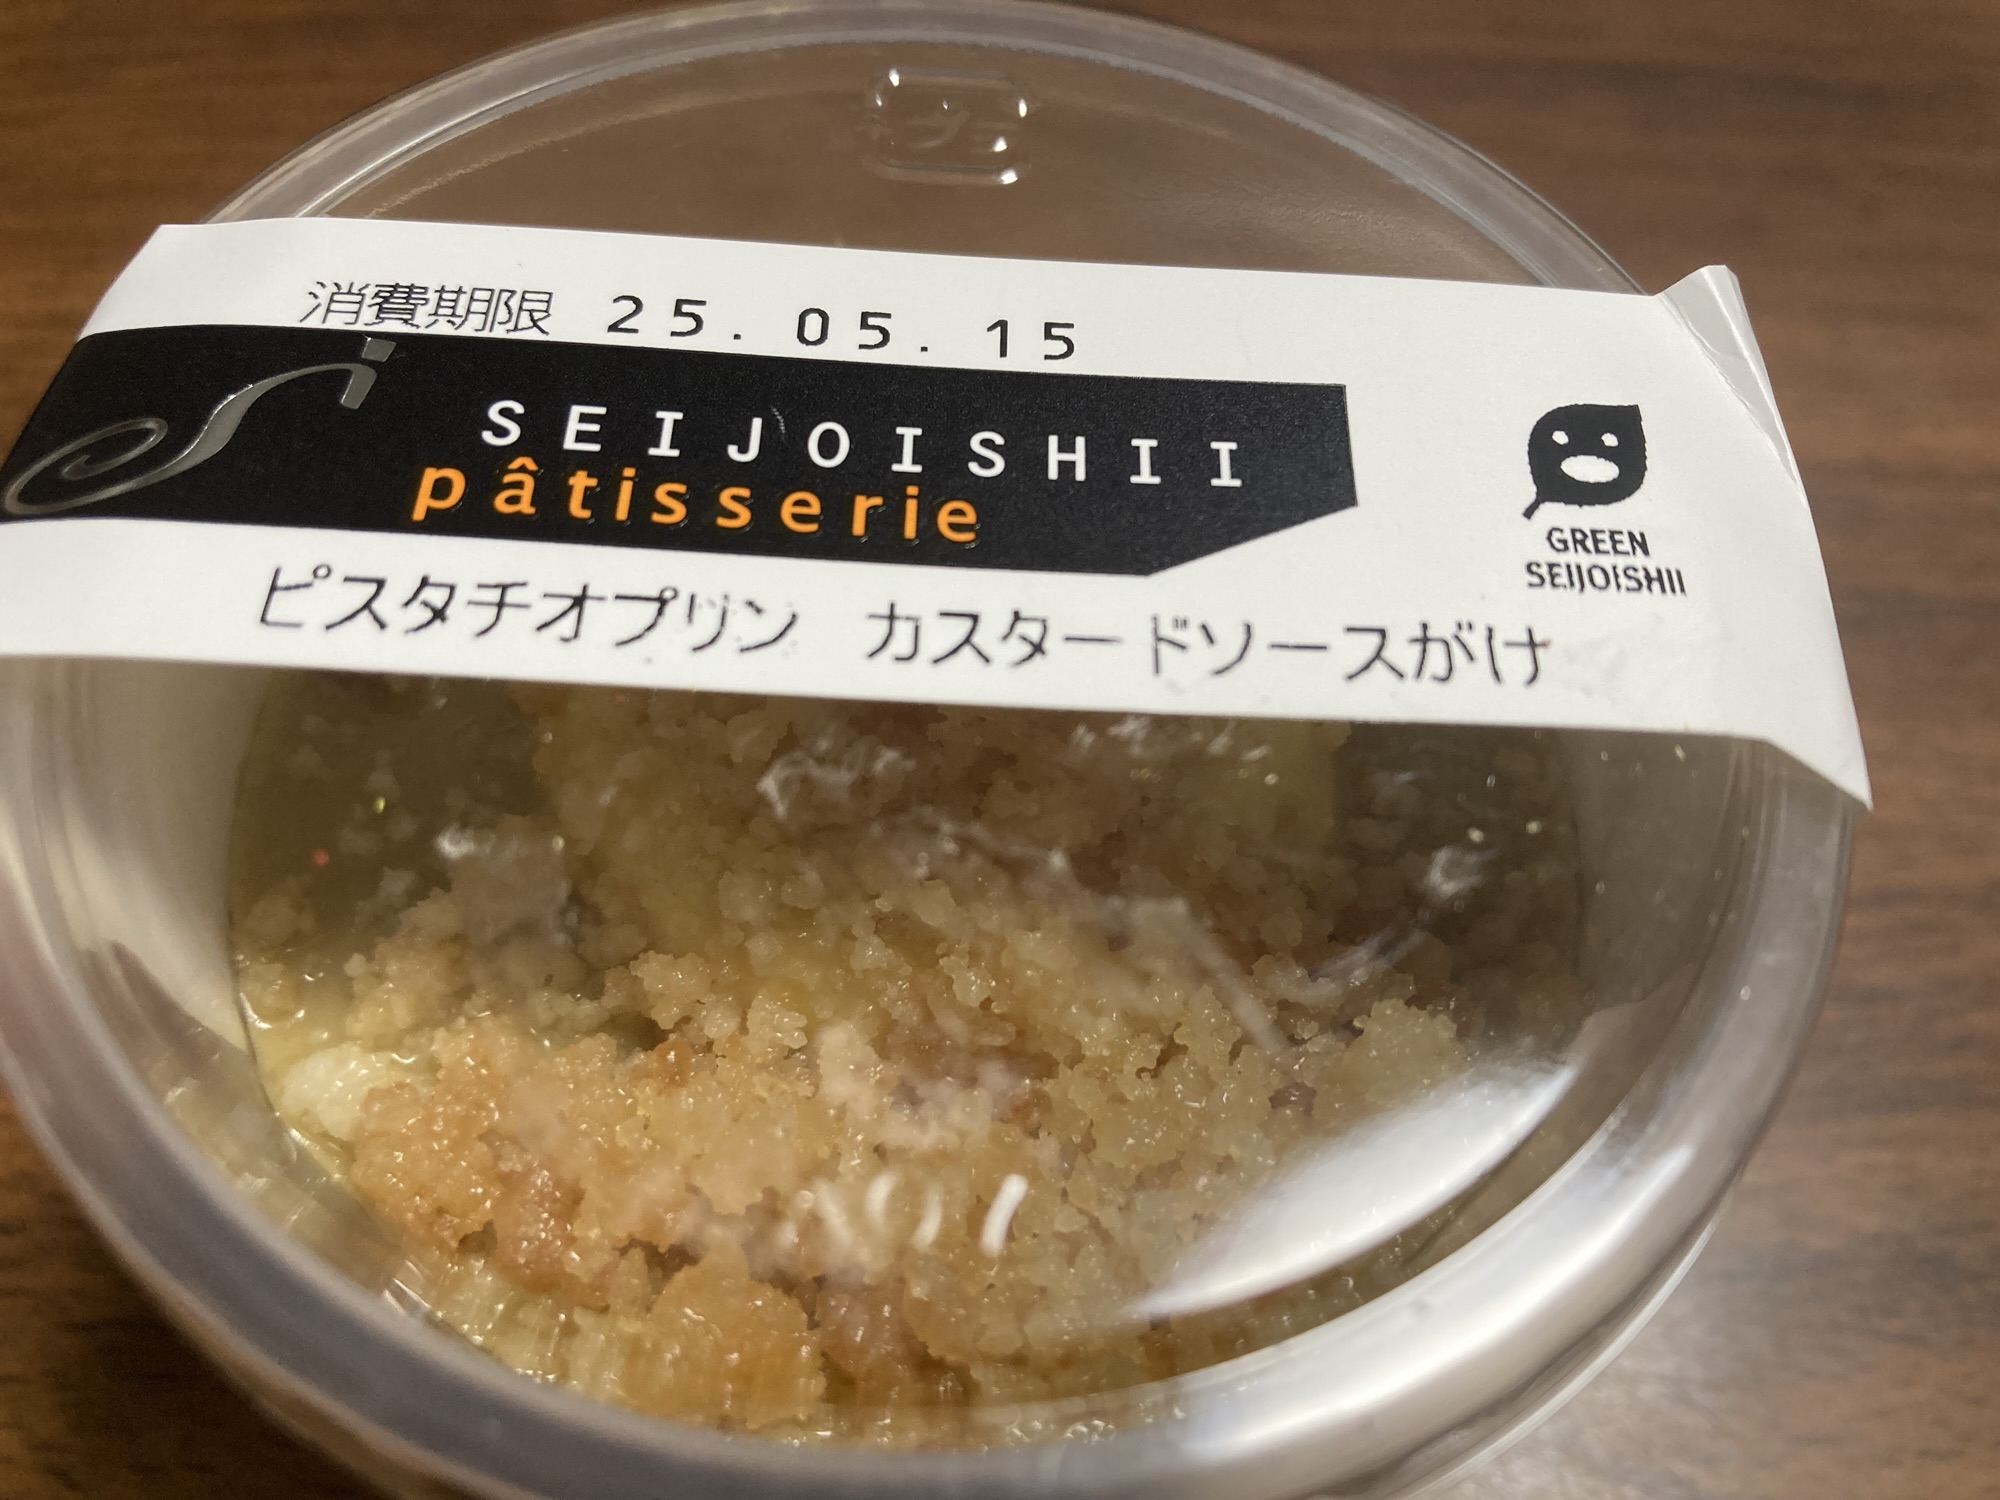 消費期限 25.05.15
SEIJOISHII
pâtisserie
GREEN
SEIJOISHII
ピスタチオプリン カスタードソースがけ